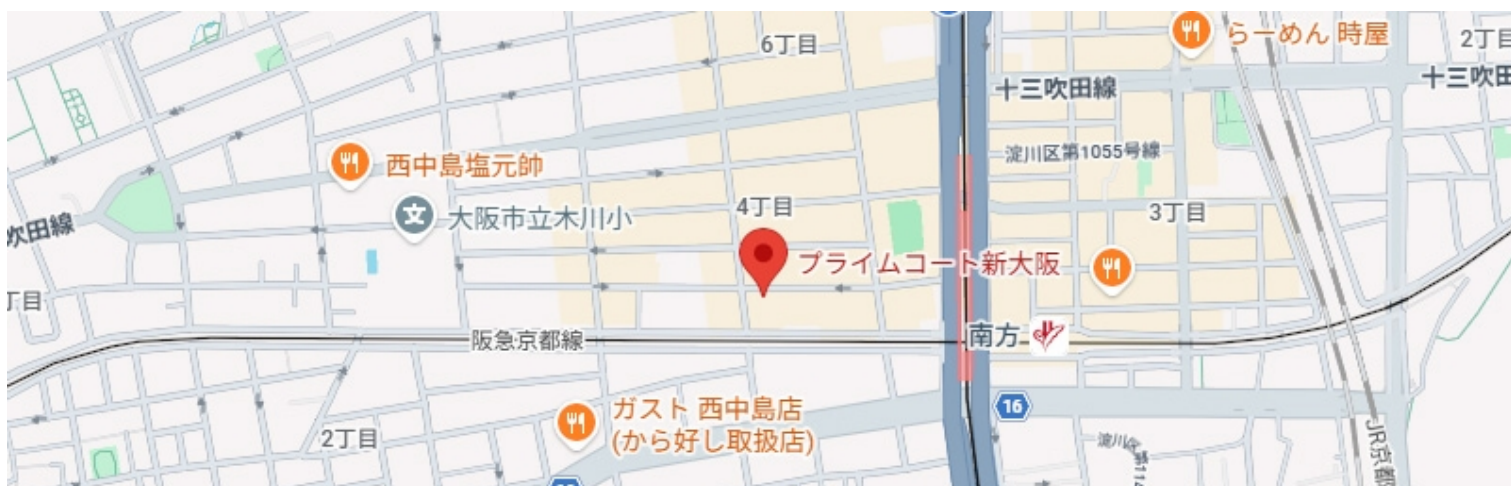 6丁目
らーめん 時屋
2丁目
十三吹田線
十三吹田
淀川区第1055号線
西中島塩元帥
大阪市立木川小
4丁目
3丁目
吹田線
プライムコート新大阪
丁目
阪急京都線
南方
16
ガスト 西中島店
(から好し取扱店)
2丁目
JR京都